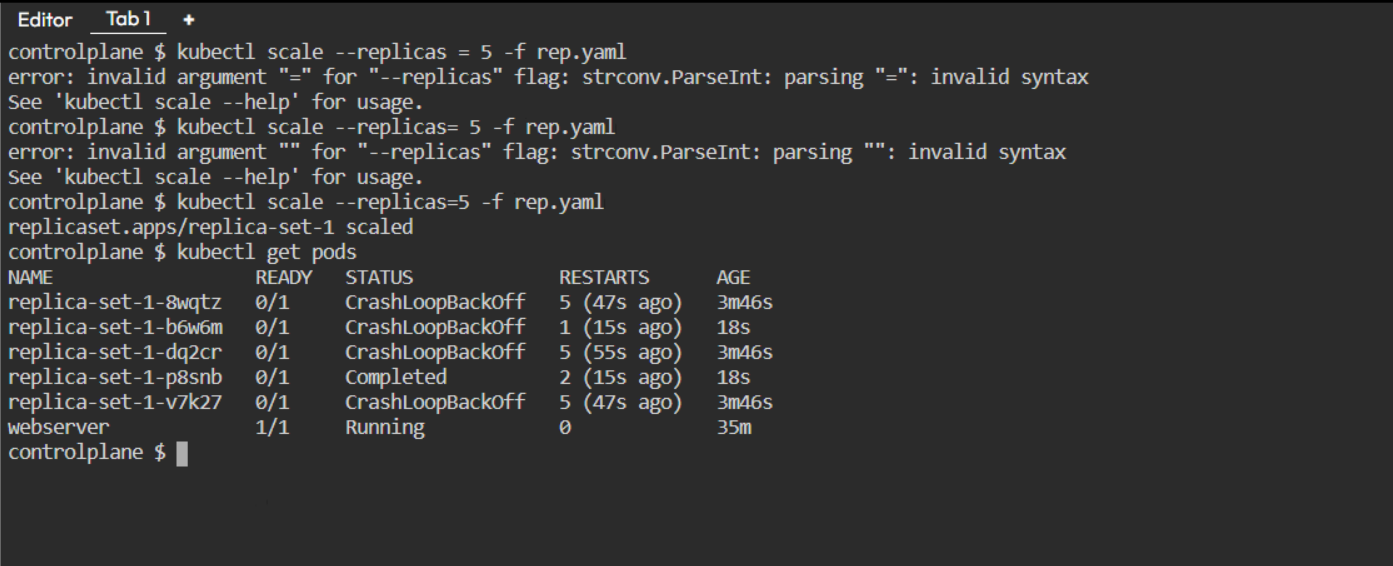 Editor Tab 1 +
controlplane $ kubectl scale --replicas = 5 -f rep.yaml
error: invalid argument "=" for "--replicas" flag: strconv.ParseInt: parsing "=": invalid syntax
See 'kubectl scale --help' for usage.
controlplane $ kubectl scale --replicas= 5 -f rep.yaml
error: invalid argument "" for "--replicas" flag: strconv.ParseInt: parsing "": invalid syntax
See 'kubectl scale --help' for usage.
controlplane $ kubectl scale --replicas=5 -f rep.yaml
replicaset.apps/replica-set-1 scaled
controlplane $ kubectl get pods
NAME                  READY   STATUS             RESTARTS      AGE
replica-set-1-8wqtz   0/1     CrashLoopBackOff   5 (47s ago)   3m46s
replica-set-1-b6w6m   0/1     CrashLoopBackOff   1 (15s ago)   18s
replica-set-1-dq2cr   0/1     CrashLoopBackOff   5 (55s ago)   3m46s
replica-set-1-p8snb   0/1     Completed          2 (15s ago)   18s
replica-set-1-v7k27   0/1     CrashLoopBackOff   5 (47s ago)   3m46s
webserver             1/1     Running            0             35m
controlplane $